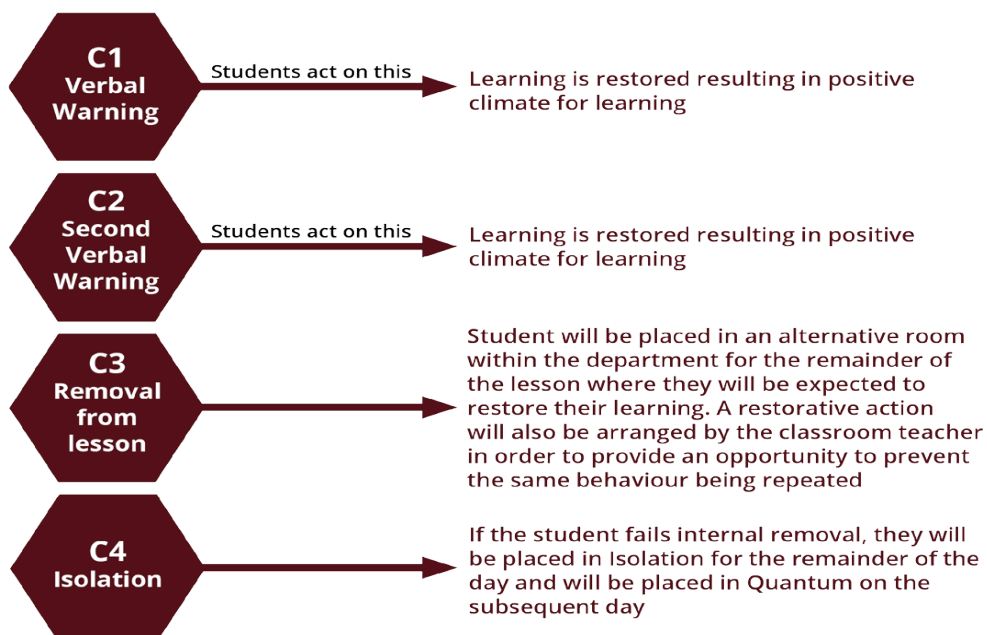 C1
Verbal
Warning
Students act on this
Learning is restored resulting in positive
climate for learning
C2
Second
Verbal
Warning
Students act on this
Learning is restored resulting in positive
climate for learning
C3
Removal
from
lesson
Student will be placed in an alternative room
within the department for the remainder of
the lesson where they will be expected to
restore their learning. A restorative action
will also be arranged by the classroom teacher
in order to provide an opportunity to prevent
the same behaviour being repeated
C4
Isolation
If the student fails internal removal, they will
be placed in Isolation for the remainder of the
day and will be placed in Quantum on the
subsequent day